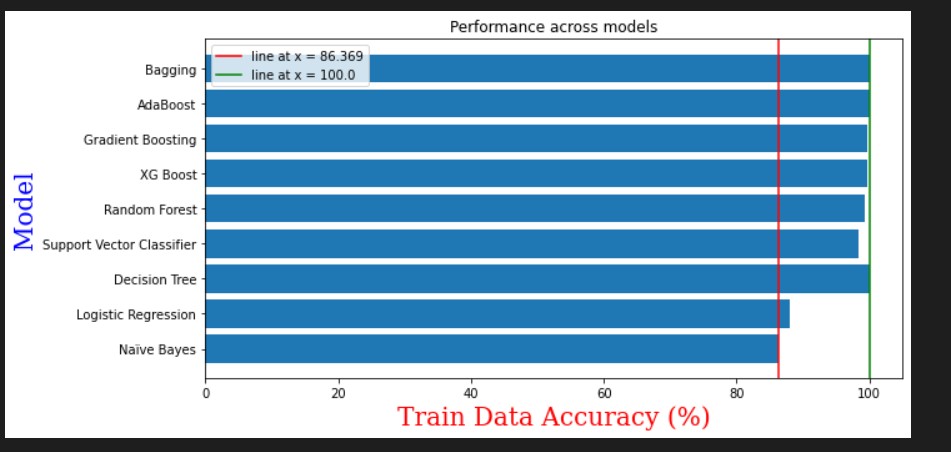 Performance across models
line at x = 86.369
line at x = 100.0
Model
Bagging
AdaBoost
Gradient Boosting
XG Boost
Random Forest
Support Vector Classifier
Decision Tree
Logistic Regression
Naïve Bayes
0 20 40 60 80 100
Train Data Accuracy (%)